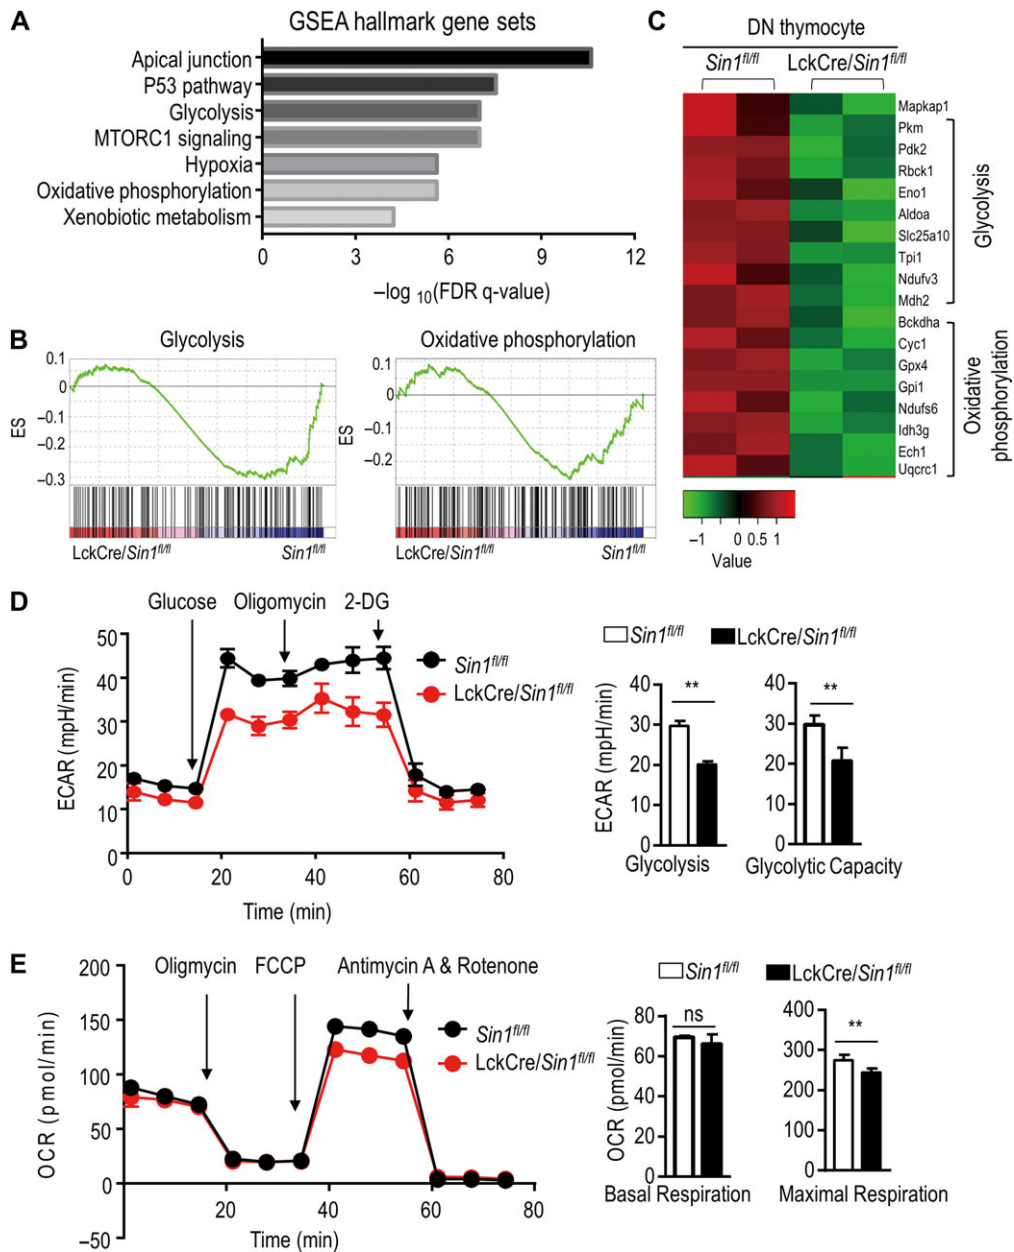 A
GSEA hallmark gene sets
Apical junction
P53 pathway
Glycolysis
MTORC1 signaling
Hypoxia
Oxidative phosphorylation
Xenobiotic metabolism
0 3 6 9 12
–log 10(FDR q-value)
B
Glycolysis
ES
0.1
0
–0.1
–0.2
–0.3
LckCre/Sin1fl/fl Sin1fl/fl
Oxidative phosphorylation
ES
0.1
0
–0.1
–0.2
LckCre/Sin1fl/fl Sin1fl/fl
C
DN thymocyte
Sin1fl/fl LckCre/Sin1fl/fl
Mapkap1
Pkm
Pdk2
Rbck1
Eno1
Aldoa
Slc25a10
Tpi1
Ndufv3
Mdh2
Bckdha
Cyc1
Gpx4
Gpi1
Ndufs6
Idh3g
Ech1
Uqcrc1
Glycolysis
Oxidative
phosphorylation
–1 0 0.5 1
Value
D
Glucose Oligomycin 2-DG
ECAR (mpH/min)
50
40
30
20
10
0
0 20 40 60 80
Time (min)
Sin1fl/fl
LckCre/Sin1fl/fl
Sin1fl/fl LckCre/Sin1fl/fl
ECAR (mpH/min)
40
30
20
10
0
**
Glycolysis
40
30
20
10
0
**
Glycolytic Capacity
E
Oligmycin FCCP Antimycin A & Rotenone
OCR (pmol/min)
200
150
100
50
0
–50
20 40 60 80
Time (min)
Sin1fl/fl
LckCre/Sin1fl/fl
Sin1fl/fl LckCre/Sin1fl/fl
OCR (pmol/min)
80
60
40
20
0
ns
Basal Respiration
400
300
200
100
0
**
Maximal Respiration